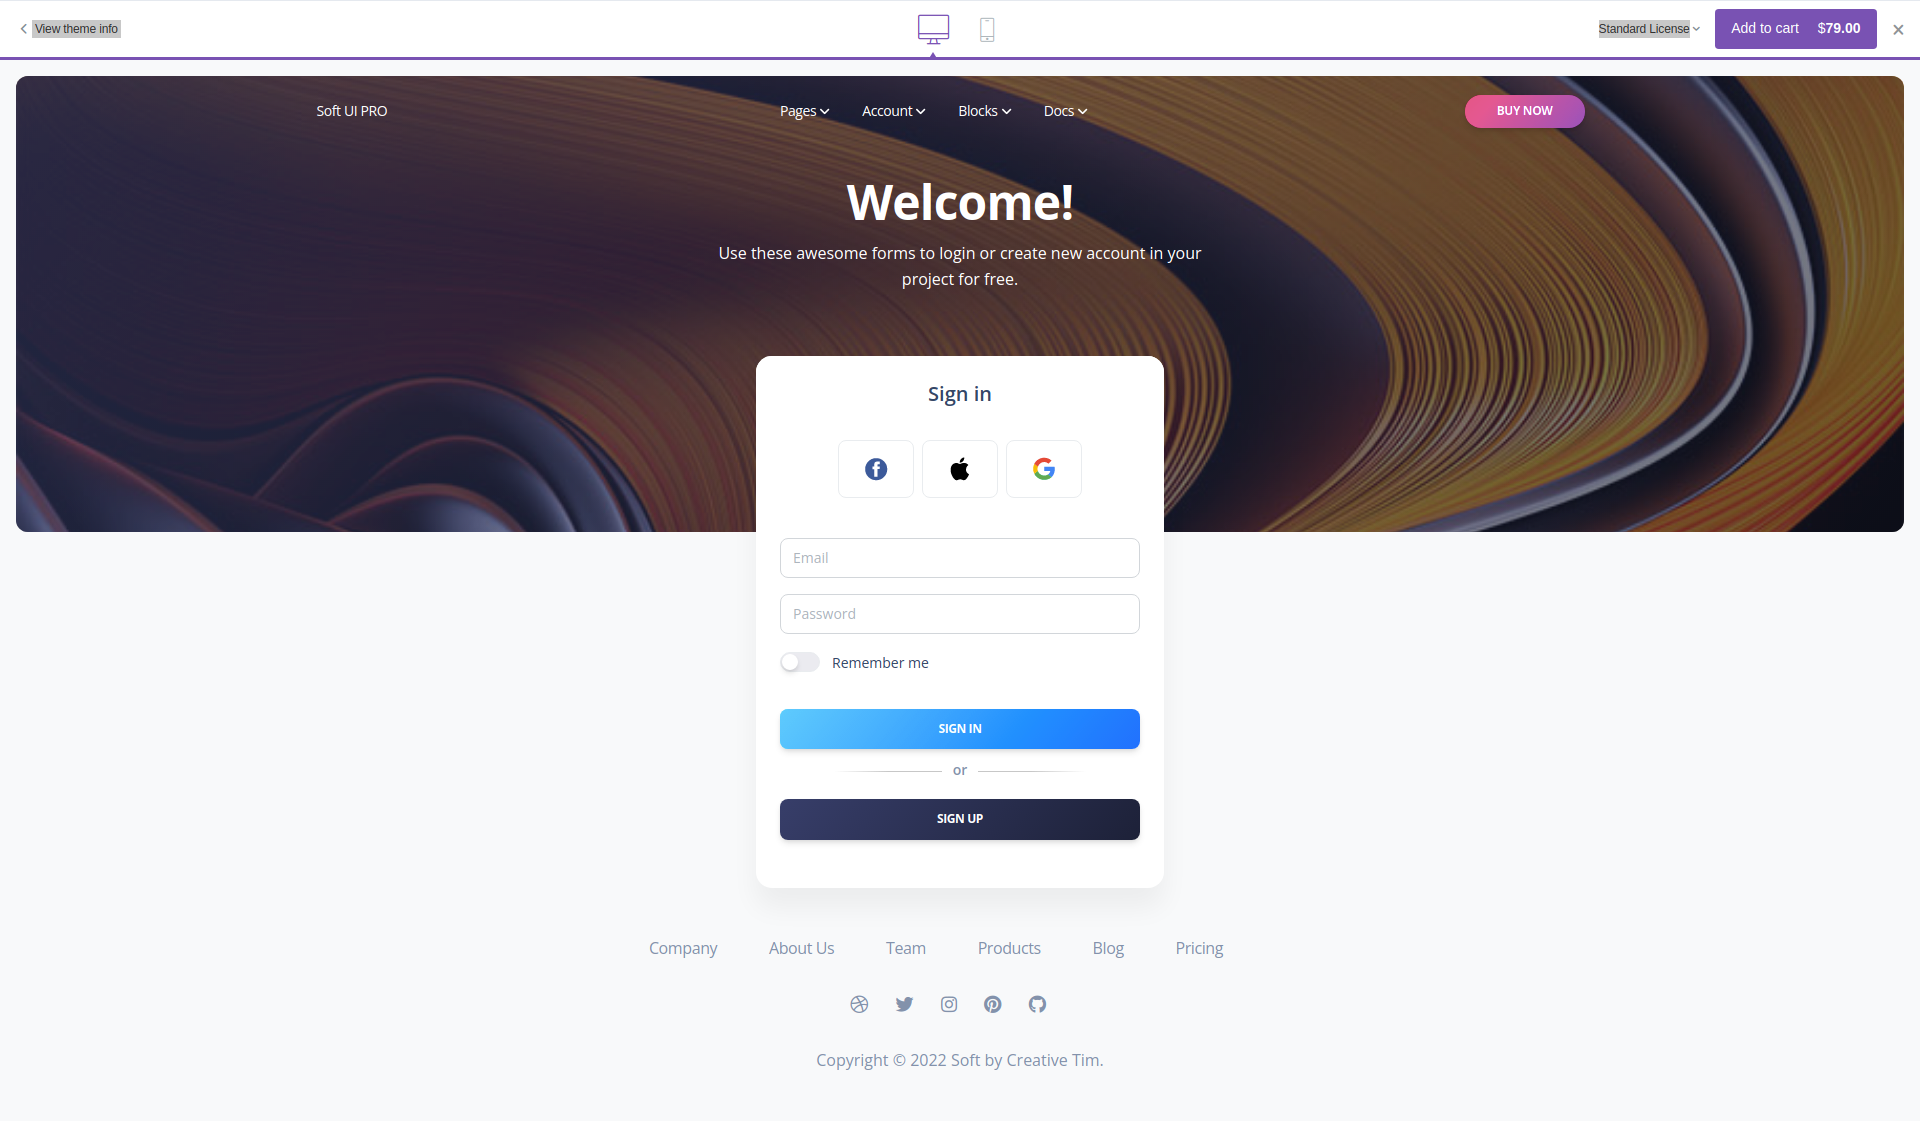 View theme info
Standard License
Add to cart $79.00
Soft UI PRO
Pages
Account
Blocks
Docs
BUY NOW
Welcome!
Use these awesome forms to login or create new account in your
project for free.
Sign in
Email
Password
Remember me
SIGN IN
or
SIGN UP
Company
About Us
Team
Products
Blog
Pricing
Copyright © 2022 Soft by Creative Tim.